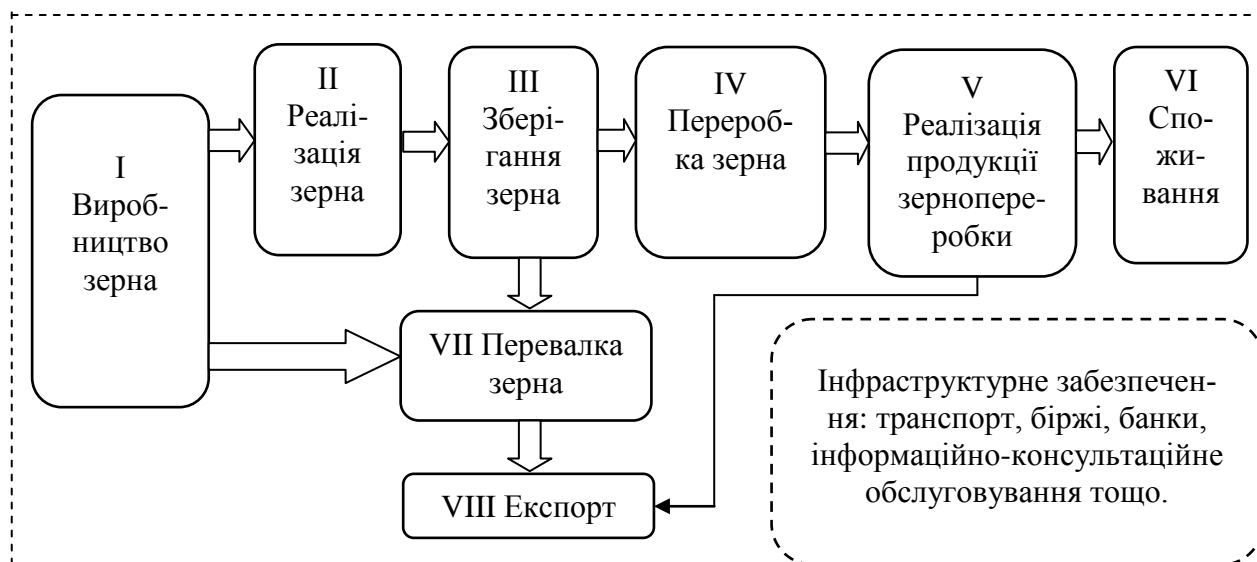 I
Вироб-
ництво
зерна
II
Реалі-
зація
зерна
III
Збері-
гання
зерна
IV
Перероб-
ка зерна
V
Реалізація
продукції
зернопере-
робки
VI
Спо-
жи-
вання
VII Перевалка
зерна
VIII Експорт
Інфраструктурне забезпечен-
ня: транспорт, біржі, банки,
інформаційно-консультаційне
обслуговування тощо.